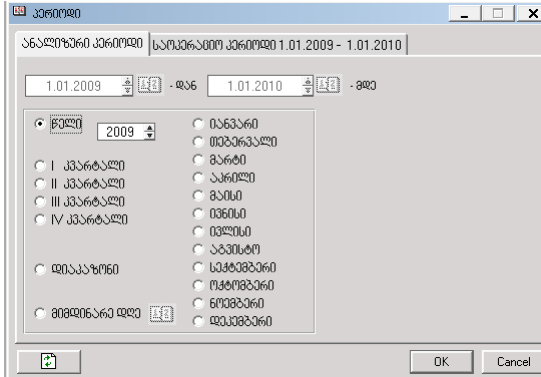 პერიოდი
ანალიზური პერიოდი საოპერაციო პერიოდი 1.01.2009 - 1.01.2010
1.01.2009 - დან 1.01.2010 - მდე
წელი 2009
I კვარტალი
II კვარტალი
III კვარტალი
IV კვარტალი
დიაპაზონი
მიმდინარე დღე
იანვარი
თებერვალი
მარტი
აპრილი
მაისი
ივნისი
ივლისი
აგვისტო
სექტემბერი
ოქტომბერი
ნოემბერი
დეკემბერი
OK Cancel